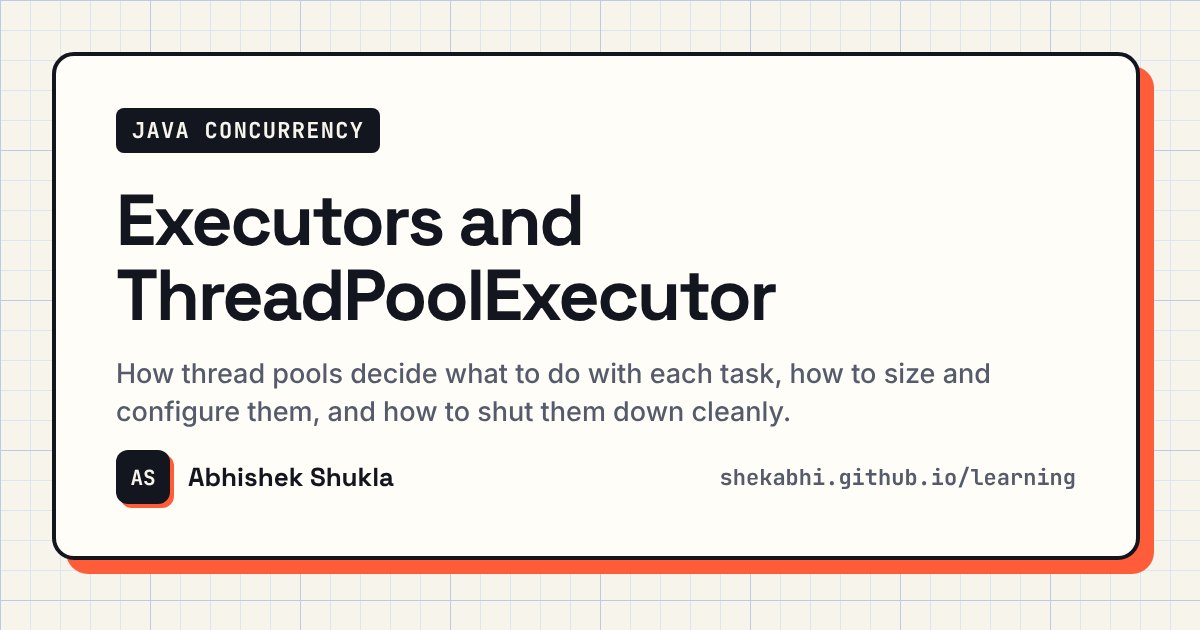 JAVA CONCURRENCY
Executors and
ThreadPoolExecutor
How thread pools decide what to do with each task, how to size and
configure them, and how to shut them down cleanly.
AS
Abhishek Shukla
shekabhi.github.io/learning